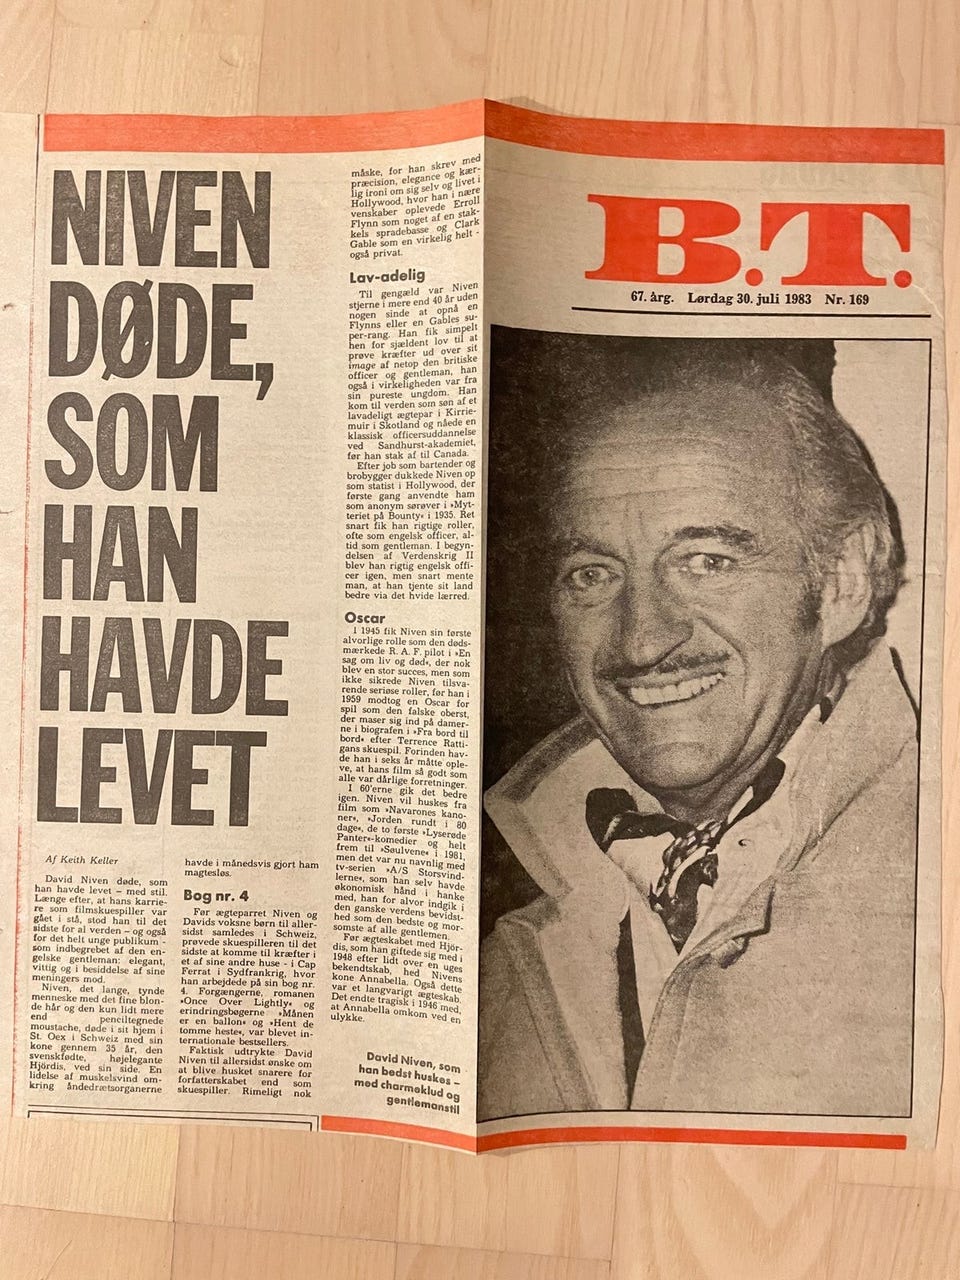 NIVEN
DØDE,
SOM
HAN
HAVDE
LEVET
Af Keith Keller
David Niven døde, som
han havde levet – med stil.
Længe efter, at hans karrie-
re som filmskuespiller var
gået i stå, stod han til det
sidste for al verden – og også
for det helt unge publikum -
som indbegrebet af den en-
gelske gentleman: elegant,
vittig og i besiddelse af sine
meningers mod.
Niven, det lange, tynde
menneske med det fine blon-
de hår og den kun lidt mere
end penciltegnede
moustache, døde i sit hjem i
St. Oex i Schweiz med sin
kone gennem 35 år, den
svenskfødte, højelegante
Hjördis, ved sin side. En
lidelse af muskelsvind om-
kring åndedrætsorganerne
havde i månedsvis gjort ham
magtesløs.
Bog nr. 4
Før ægteparret Niven og
Davids voksne børn til aller-
sidst samledes i Schweiz,
prøvede skuespilleren til det
sidste at komme til kræfter i
et af sine andre huse - i Cap
Ferrat i Sydfrankrig, hvor
han arbejdede på sin bog nr.
4. Forgængerne, romanen
»Once Over Lightly« og
erindringsbøgerne »Månen
er en ballon« og »Hent de
tomme heste«, var blevet in-
ternationale bestsellers.
Faktisk udtrykte David
Niven til allersidst ønske om
at blive husket snarere for
forfatterskabet end som
skuespiller. Rimeligt nok
måske, for han skrev med
præcision, elegance og kær-
lig ironi om sig selv og livet i
Hollywood, hvor han i nære
venskaber oplevede Erroll
Flynn som noget af en stak-
kels spradebasse og Clark
Gable som en virkelig helt -
også privat.
Lav-adelig
Til gengæld var Niven
stjerne i mere end 40 år uden
nogen sinde at opnå en
Flynns eller en Gables su-
per-rang. Han fik simpelt
hen for sjældent lov til at
prøve kræfter ud over sit
image af netop den britiske
officer og gentleman, han
også i virkeligheden var fra
sin pureste ungdom. Han
kom til verden som søn af et
lavadeligt ægtepar i Kirrie-
muir i Skotland og nåede en
klassisk officersuddannelse
ved Sandhurst-akademiet,
før han stak af til Canada.
Efter job som bartender og
brobygger dukkede Niven op
som statist i Hollywood, der
første gang anvendte ham
som anonym sørøver i »Myt-
teriet på Bounty« i 1935. Ret
snart fik han rigtige roller,
ofte som engelsk officer, al-
tid som gentleman. I begyn-
delsen af Verdenskrig II
blev han rigtig engelsk offi-
cer igen, men snart mente
man, at han tjente sit land
bedre via det hvide lærred.
Oscar
I 1945 fik Niven sin første
alvorlige rolle som den døds-
mærkede R. A. F. pilot i »En
sag om liv og død«, der nok
blev en stor succes, men som
ikke sikrede Niven tilsva-
rende seriøse roller, før han i
1959 modtog en Oscar for
spil som den falske oberst,
der maser sig ind på damer-
ne i biografen i »Fra bord til
bord« efter Terrence Ratti-
gans skuespil. Forinden hav-
de han i seks år måtte ople-
ve, at hans film så godt som
alle var dårlige forretninger.
I 60'erne gik det bedre
igen. Niven vil huskes fra
film som »Navarones kano-
ner«, »Jorden rundt i 80
dage«, de to første »Lyserøde
Panter«-komedier og helt
frem til »Søulvene« i 1981,
men det var nu navnlig med
tv-serien »A/S Storsvind-
lerne«, som han selv havde
økonomisk hånd i hanke
med, han for alvor indgik i
den ganske verdens bevidst-
hed som den bedste og mor-
somste af alle gentlemen.
Før ægteskabet med Hjör-
dis, som han giftede sig med i
1948 efter lidt over en uges
bekendtskab, hed Nivens
kone Annabella. Også dette
var et langvarigt ægteskab.
Det endte tragisk i 1946 med,
at Annabella omkom ved en
ulykke.
David Niven, som
han bedst huskes –
med charmeklud og
gentlemanstil
B.T.
67. årg. Lørdag 30. juli 1983 Nr. 169